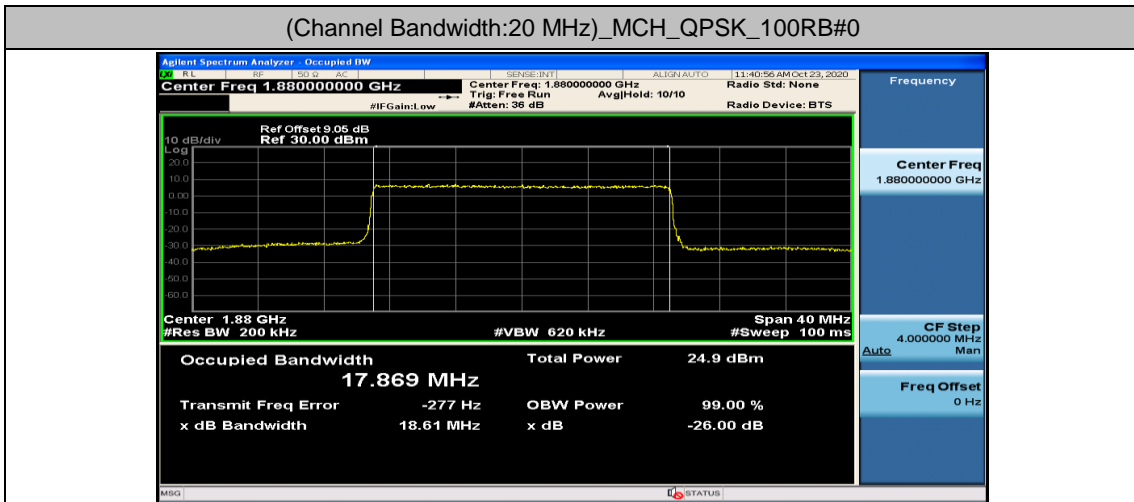 (Channel Bandwidth:20 MHz)_MCH_QPSK_100RB#0
Agilent Spectrum Analyzer - Occupied BW
LXI RL RF 50 Ω AC SENSE:INT ALIGN AUTO 11:40:56 AM Oct 23, 2020
Center Freq 1.880000000 GHz
Center Freq: 1.880000000 GHz
Radio Std: None
Trig: Free Run Avg|Hold: 10/10
#IFGain:Low
#Atten: 36 dB
Radio Device: BTS
Ref Offset 9.05 dB
10 dB/div Ref 30.00 dBm
Log
20.0
10.0
0.00
-10.0
-20.0
-30.0
-40.0
-50.0
-60.0
Center 1.88 GHz Span 40 MHz
#Res BW 200 kHz #VBW 620 kHz #Sweep 100 ms
Occupied Bandwidth Total Power 24.9 dBm
17.869 MHz
Transmit Freq Error -277 Hz OBW Power 99.00 %
x dB Bandwidth 18.61 MHz x dB -26.00 dB
MSG STATUS
Frequency
Center Freq
1.880000000 GHz
CF Step
4.000000 MHz
Auto Man
Freq Offset
0 Hz